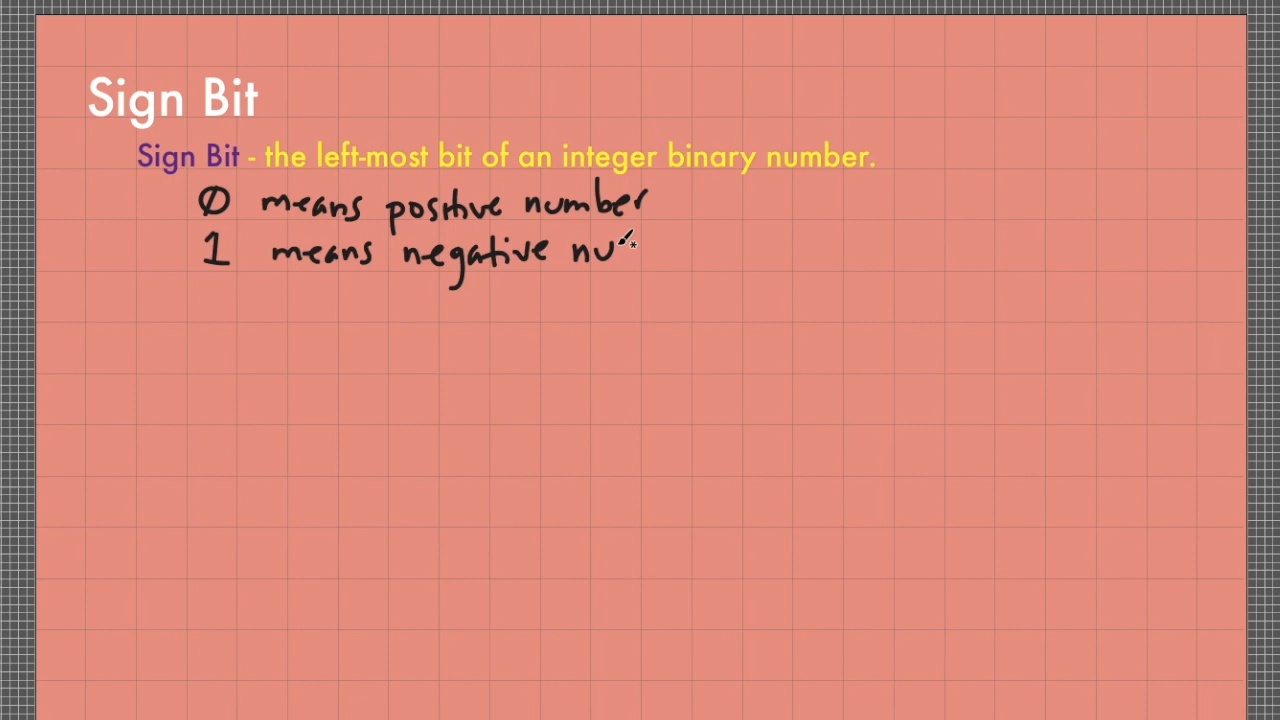 Sign Bit
Sign Bit - the left-most bit of an integer binary number.
0 means positive number
1 means negative nu